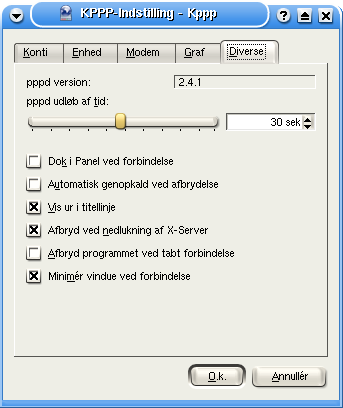 KPPP-Indstilling - Kppp
Konti Enhed Modem Graf Diverse
pppd version: 2.4.1
pppd udløb af tid:
30 sek
Dok i Panel ved forbindelse
Automatisk genopkald ved afbrydelse
Vis ur i titellinje
Afbryd ved nedlukning af X-Server
Afbryd programmet ved tabt forbindelse
Minimér vindue ved forbindelse
O.k. Annullér